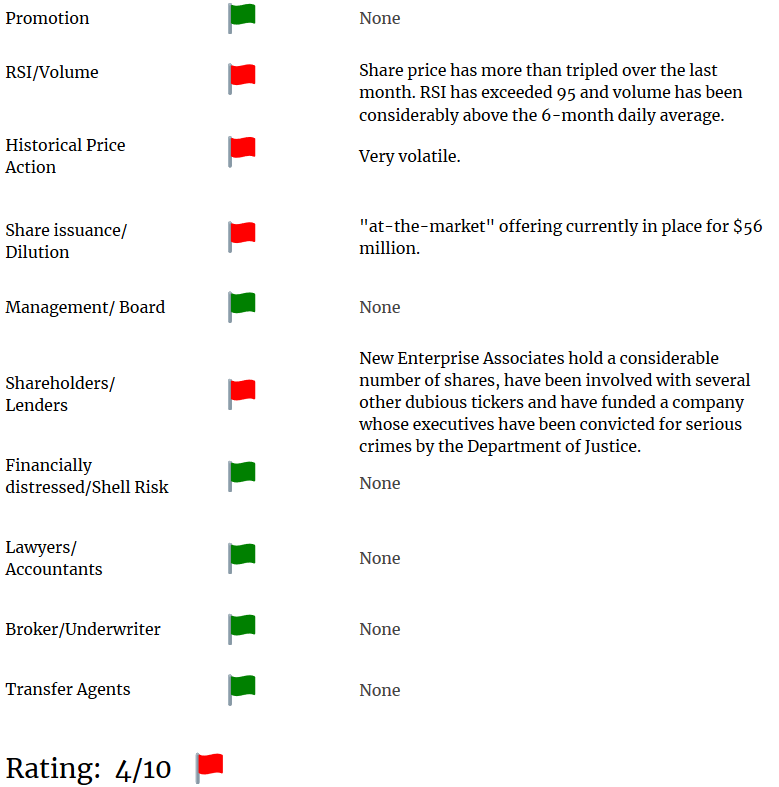 Promotion
None
RSI/Volume
Share price has more than tripled over the last
month. RSI has exceeded 95 and volume has been
considerably above the 6-month daily average.
Historical Price
Action
Very volatile.
Share issuance/
Dilution
"at-the-market" offering currently in place for $56
million.
Management/ Board
None
Shareholders/
Lenders
New Enterprise Associates hold a considerable
number of shares, have been involved with several
other dubious tickers and have funded a company
whose executives have been convicted for serious
crimes by the Department of Justice.
Financially
distressed/Shell Risk
None
Lawyers/
Accountants
None
Broker/Underwriter
None
Transfer Agents
None
Rating: 4/10